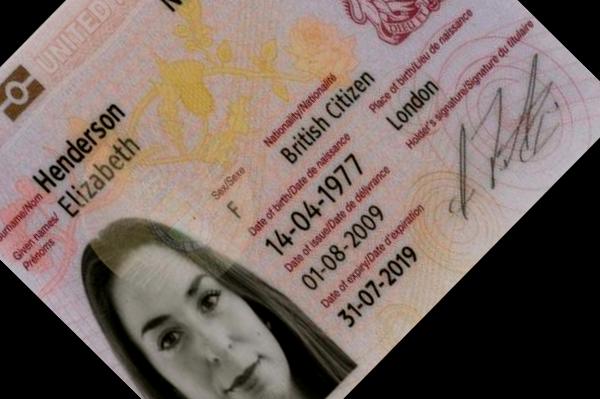 UNITED
Surname/Nom
Henderson
Given names/
Prénoms
Elizabeth
Nationality/Nationalité
British Citizen
Sex/Sexe
F
Place of birth/Lieu de naissance
London
Date of birth/Date de naissance
14-04-1977
Holder's signature/Signature du titulaire
Date of issue/Date de délivrance
01-08-2009
Date of expiry/Date d'expiration
31-07-2019